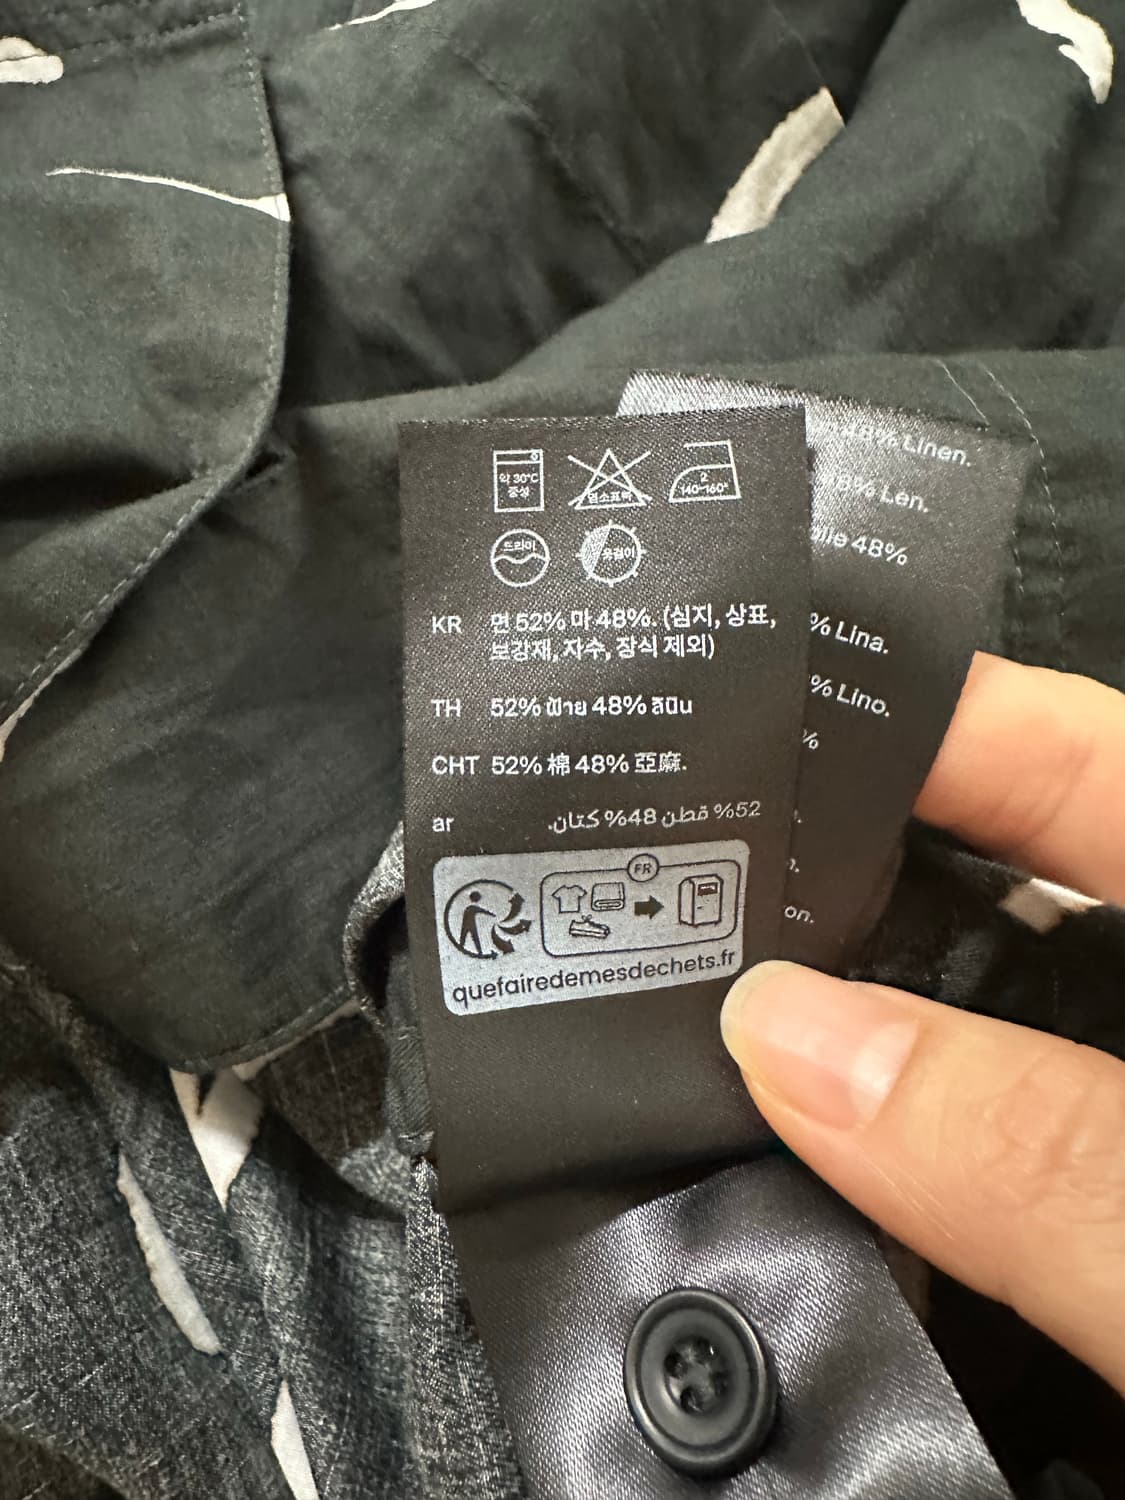 약 30°C
중성
염소표백
2
140~160°
드라이
옷걸이
KR 면 52% 마 48%. (심지, 상표,
보강재, 자수, 장식 제외)
TH 52% ฝ้าย 48% ลินิน
CHT 52% 棉 48% 亞麻.
ar %52 قطن %48 كتان.
FR
quefairedemesdechets.fr
48% Linen.
8% Len.
48%
% Lina.
% Lino.
%
on.